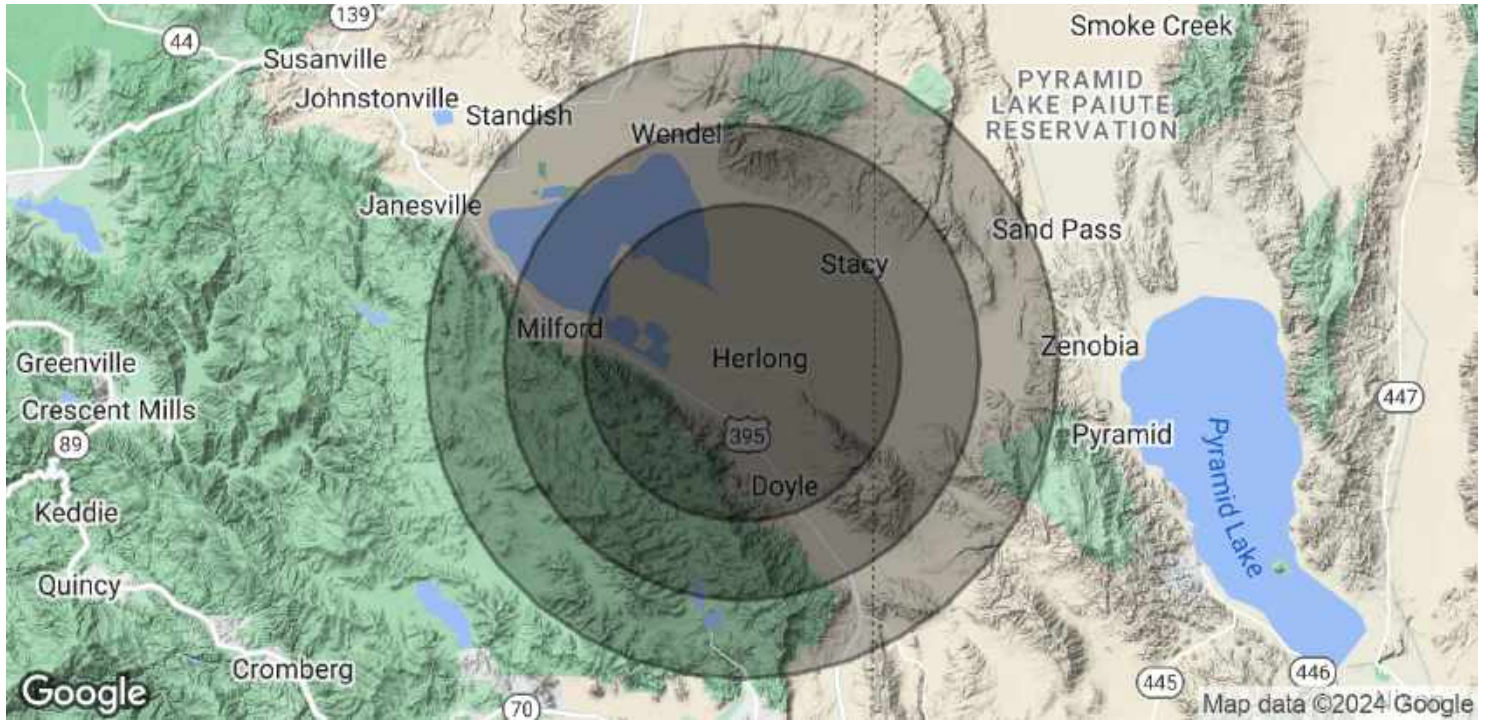 139
44
Smoke Creek
Susanville
PYRAMID
LAKE PAIUTE
RESERVATION
Johnstonville
Standish
Wendel
Janesville
Sand Pass
Stacy
Milford
Zenobia
Herlong
Greenville
447
Crescent Mills
395
Pyramid
89
Doyle
Pyramid Lake
Keddie
Quincy
Cromberg
446
445
70
Google
Map data ©2024 Google